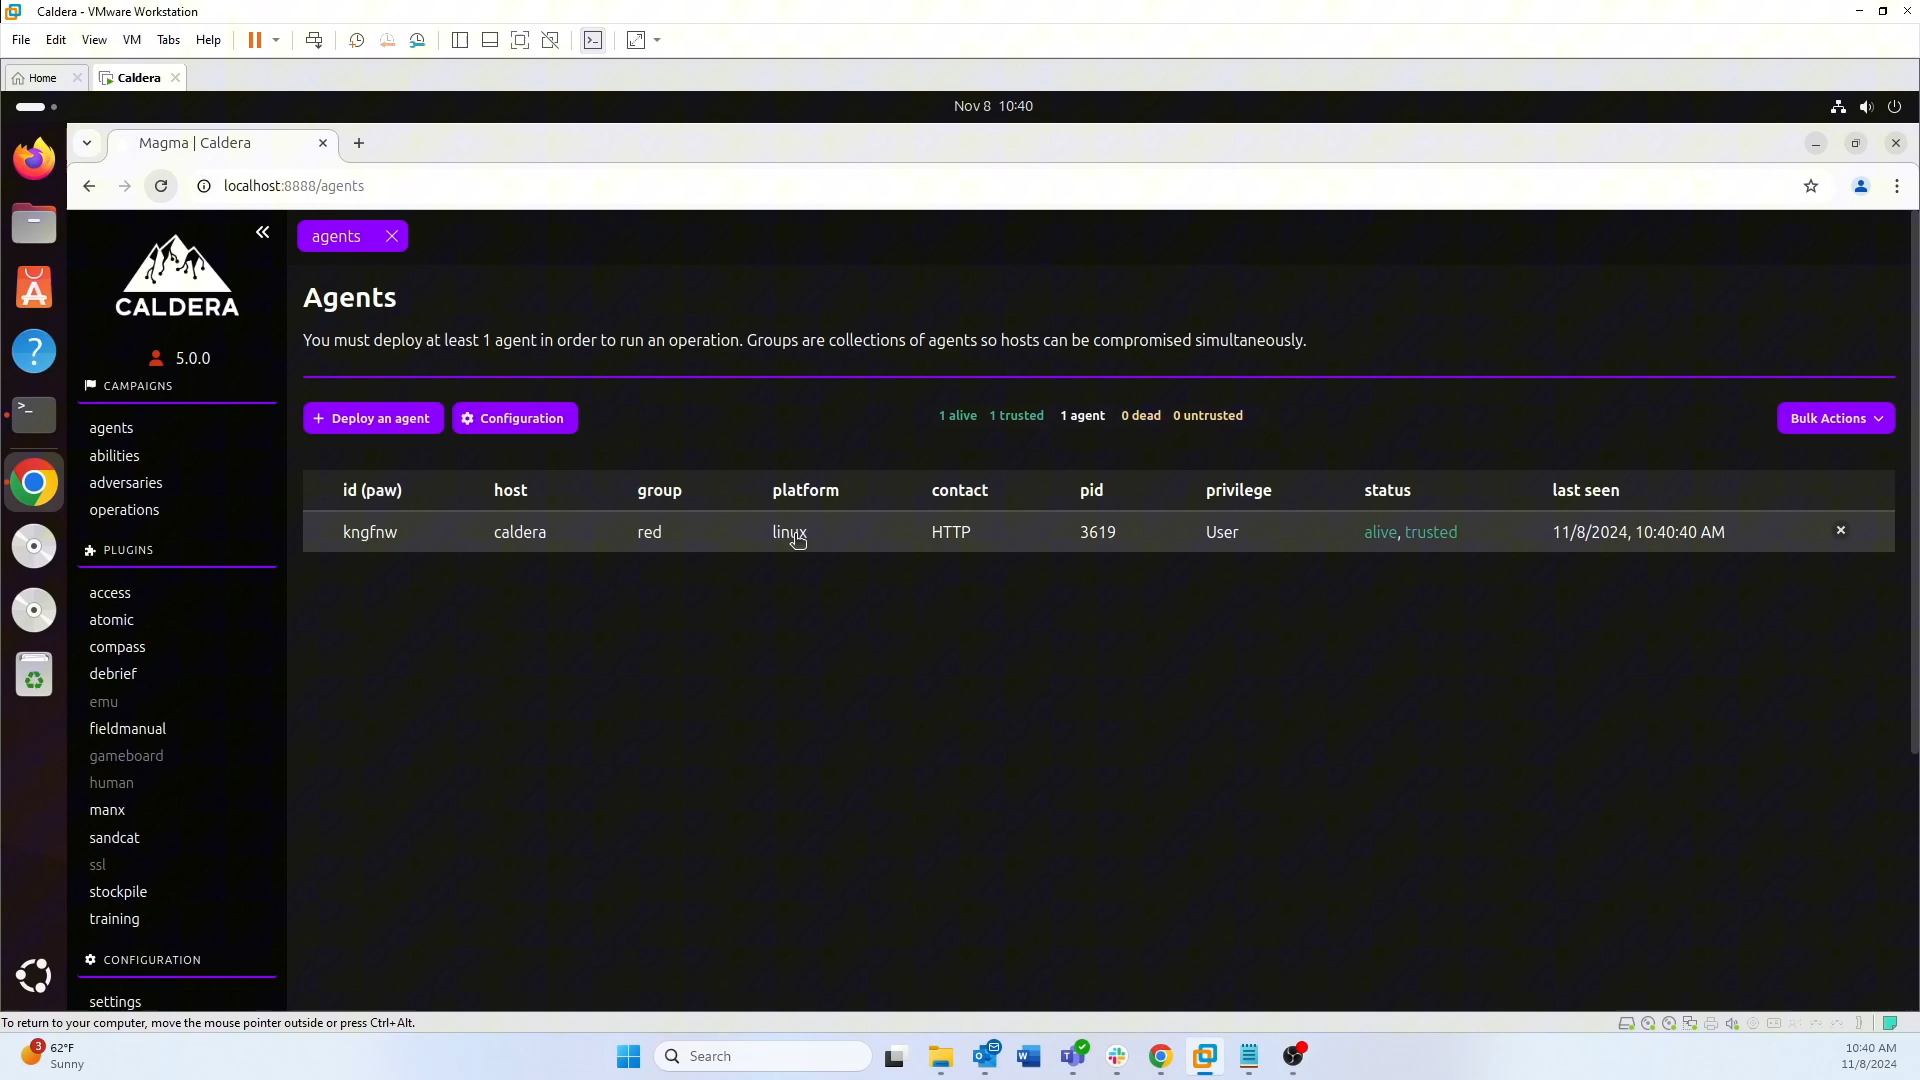 Caldera - VMware Workstation
File Edit View VM Tabs Help
Home Caldera
Nov 8 10:40
Magma | Caldera
localhost:8888/agents
CALDERA
5.0.0
CAMPAIGNS
agents
abilities
adversaries
operations
PLUGINS
access
atomic
compass
debrief
emu
fieldmanual
gameboard
human
manx
sandcat
ssl
stockpile
training
CONFIGURATION
settings
agents
Agents
You must deploy at least 1 agent in order to run an operation. Groups are collections of agents so hosts can be compromised simultaneously.
+ Deploy an agent Configuration 1 alive 1 trusted 1 agent 0 dead 0 untrusted Bulk Actions
id (paw) host group platform contact pid privilege status last seen
kngfnw caldera red linux HTTP 3619 User alive, trusted 11/8/2024, 10:40:40 AM
To return to your computer, move the mouse pointer outside or press Ctrl+Alt.
3 62°F
Sunny
Search
10:40 AM
11/8/2024